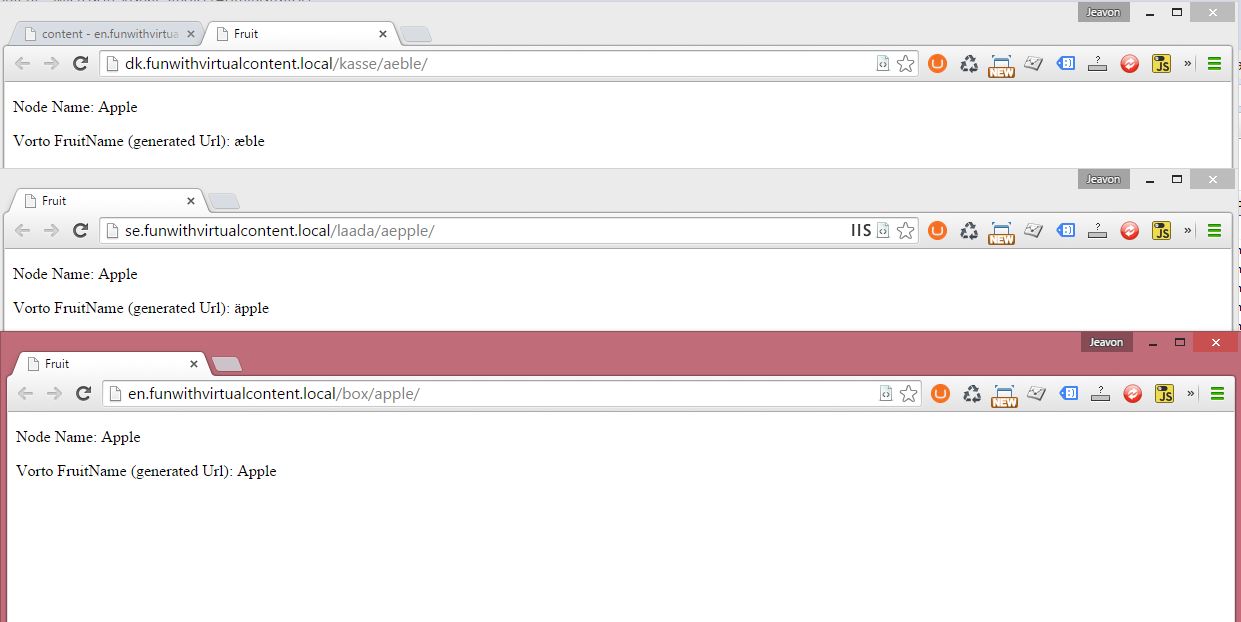 Jeavon
content - en.funwithvirtua
Fruit
dk.funwithvirtualcontent.local/kasse/aeble/
NEW
?
JS
»
Node Name: Apple
Vorto FruitName (generated Url): æble
Jeavon
Fruit
se.funwithvirtualcontent.local/laada/aepple/
IIS
NEW
?
JS
»
Node Name: Apple
Vorto FruitName (generated Url): äpple
Jeavon
Fruit
en.funwithvirtualcontent.local/box/apple/
NEW
?
JS
»
Node Name: Apple
Vorto FruitName (generated Url): Apple